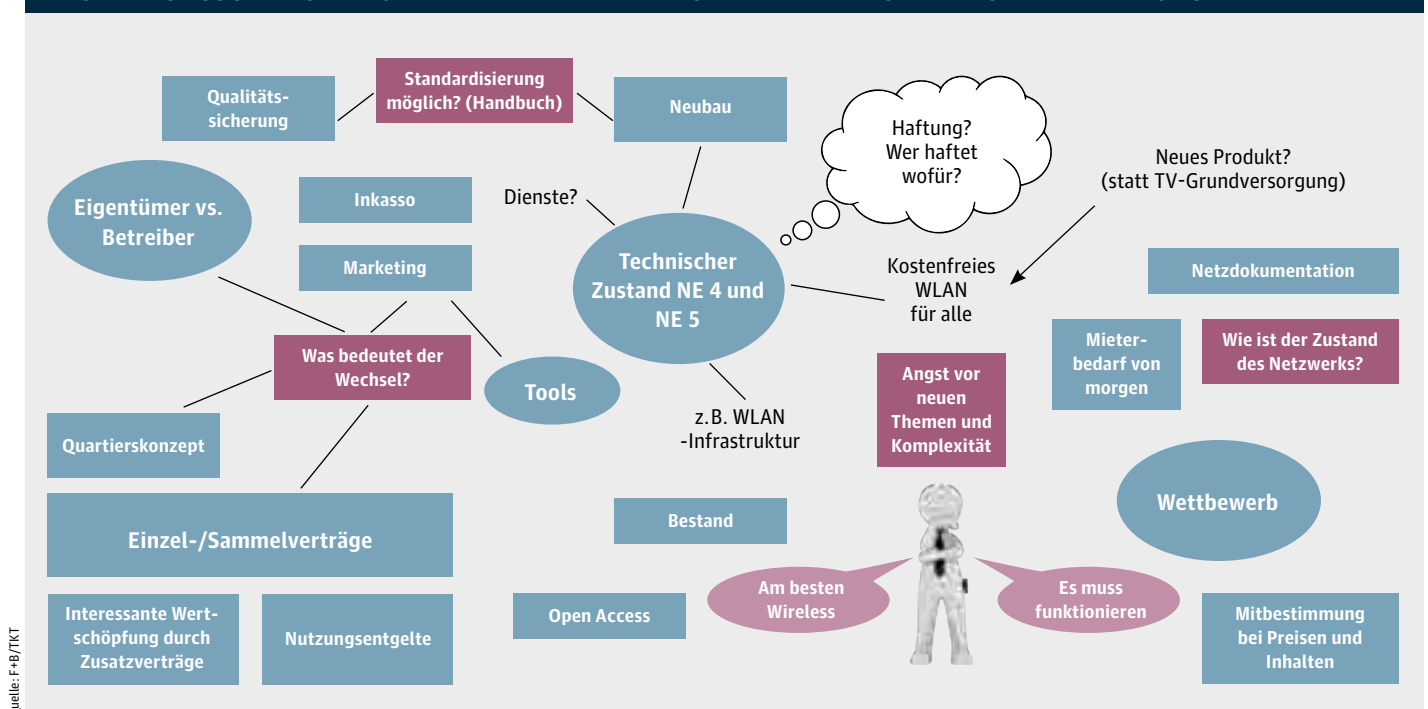 Qualitäts-
sicherung
Standardisierung
möglich? (Handbuch)
Neubau
Haftung?
Wer haftet
wofür?
Neues Produkt?
(statt TV-Grundversorgung)
Eigentümer vs.
Betreiber
Inkasso
Dienste?
Marketing
Technischer
Zustand NE 4 und
NE 5
Kostenfreies
WLAN
für alle
Netzdokumentation
Was bedeutet der
Wechsel?
Tools
Mieter-
bedarf von
morgen
Wie ist der Zustand
des Netzwerks?
Angst vor
neuen
Themen und
Komplexität
Quartierskonzept
z.B. WLAN
-Infrastruktur
Wettbewerb
Einzel-/Sammelverträge
Bestand
Am besten
Wireless
Es muss
funktionieren
Interessante Wert-
schöpfung durch
Zusatzverträge
Nutzungsentgelte
Open Access
Mitbestimmung
bei Preisen und
Inhalten
uelle: F+B/TKT